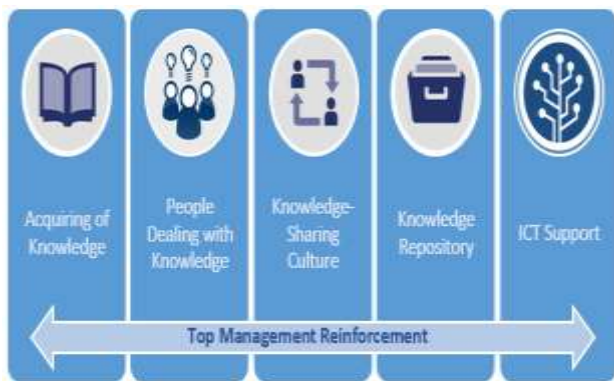 Acquiring of
Knowledge
People
Dealing with
Knowledge
Knowledge-
Sharing
Culture
Knowledge
Repository
ICT Support
Top Management Reinforcement